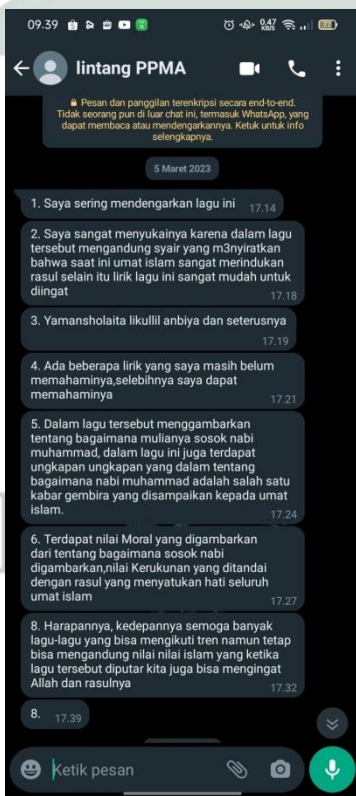 09.39
0,47 KB/S
77
lintang PPMA
Pesan dan panggilan terenkripsi secara end-to-end.
Tidak seorang pun di luar chat ini, termasuk WhatsApp, yang
dapat membaca atau mendengarkannya. Ketuk untuk info
selengkapnya.
5 Maret 2023
1. Saya sering mendengarkan lagu ini 17.14
2. Saya sangat menyukainya karena dalam lagu
tersebut mengandung syair yang m3nyiratkan
bahwa saat ini umat islam sangat merindukan
rasul selain itu lirik lagu ini sangat mudah untuk
diingat 17.18
3. Yamansholaita likullil anbiya dan seterusnya
17.19
4. Ada beberapa lirik yang saya masih belum
memahaminya,selebihnya saya dapat
memahaminya 17.21
5. Dalam lagu tersebut menggambarkan
tentang bagaimana mulianya sosok nabi
muhammad, dalam lagu ini juga terdapat
ungkapan ungkapan yang dalam tentang
bagaimana nabi muhammad adalah salah satu
kabar gembira yang disampaikan kepada umat
islam. 17.24
6. Terdapat nilai Moral yang digambarkan
dari tentang bagaimana sosok nabi
digambarkan,nilai Kerukunan yang ditandai
dengan rasul yang menyatukan hati seluruh
umat islam 17.27
8. Harapannya, kedepannya semoga banyak
lagu-lagu yang bisa mengikuti tren namun tetap
bisa mengandung nilai nilai islam yang ketika
lagu tersebut diputar kita juga bisa mengingat
Allah dan rasulnya 17.32
8. 17.39
Ketik pesan